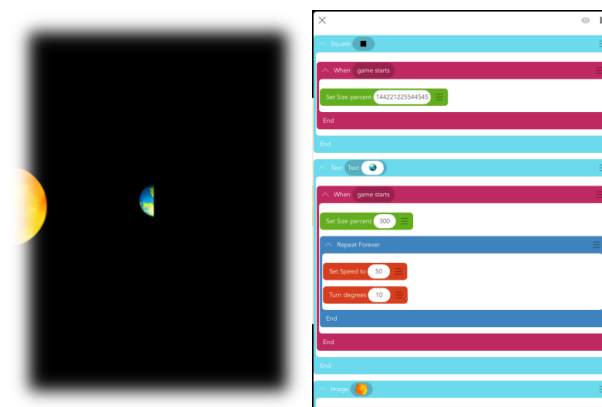 Square
When game starts
Set Size percent 144221225544545
End
End
Text Text
When game starts
Set Size percent 300
Repeat Forever
Set Speed to 50
Turn degrees 10
End
End
End
Image